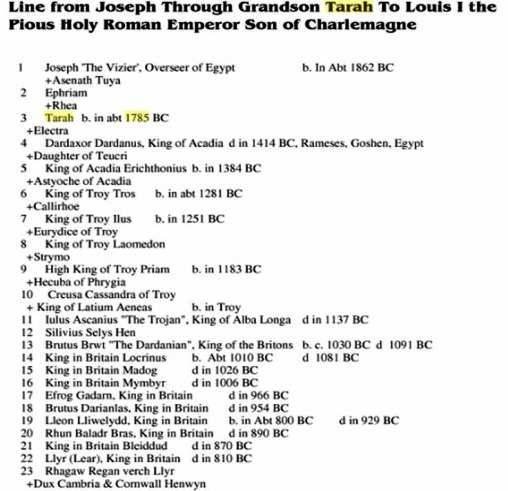 Line from Joseph Through Grandson Tarah To Louis I the
Pious Holy Roman Emperor Son of Charlemagne
1 Joseph 'The Vizier', Overseer of Egypt b. In Abt 1862 BC
+Asenath Tuya
2 Ephriam
+Rhea
3 Tarah b. in abt 1785 BC
+Electra
4 Dardaxor Dardanus, King of Acadia d in 1414 BC, Rameses, Goshen, Egypt
+Daughter of Teucri
5 King of Acadia Erichthonius b. in 1384 BC
+Astyoche of Acadia
6 King of Troy Tros b. in abt 1281 BC
+Callirhoe
7 King of Troy Ilus b. in 1251 BC
+Eurydice of Troy
8 King of Troy Laomedon
+Strymo
9 High King of Troy Priam b. in 1183 BC
+Hecuba of Phrygia
10 Creusa Cassandra of Troy
+ King of Latium Aeneas b. in Troy
11 Iulus Ascanius "The Trojan", King of Alba Longa d in 1137 BC
12 Silivius Selys Hen
13 Brutus Brwt "The Dardanian", King of the Britons b. c. 1030 BC d 1091 BC
14 King in Britain Locrinus b. Abt 1010 BC d 1081 BC
15 King in Britain Madog d in 1026 BC
16 King in Britain Mymbyr d in 1006 BC
17 Efrog Gadarn, King in Britain d in 966 BC
18 Brutus Darianlas, King in Britain d in 954 BC
19 Lleon Lliwelydd, King in Britain b. in Abt 800 BC d in 929 BC
20 Rhun Baladr Bras, King in Britain d in 890 BC
21 King in Britain Bleiddud d in 870 BC
22 Llyr (Lear), King in Britain d in 810 BC
23 Rhagaw Regan verch Llyr
+Dux Cambria & Cornwall Henwyn